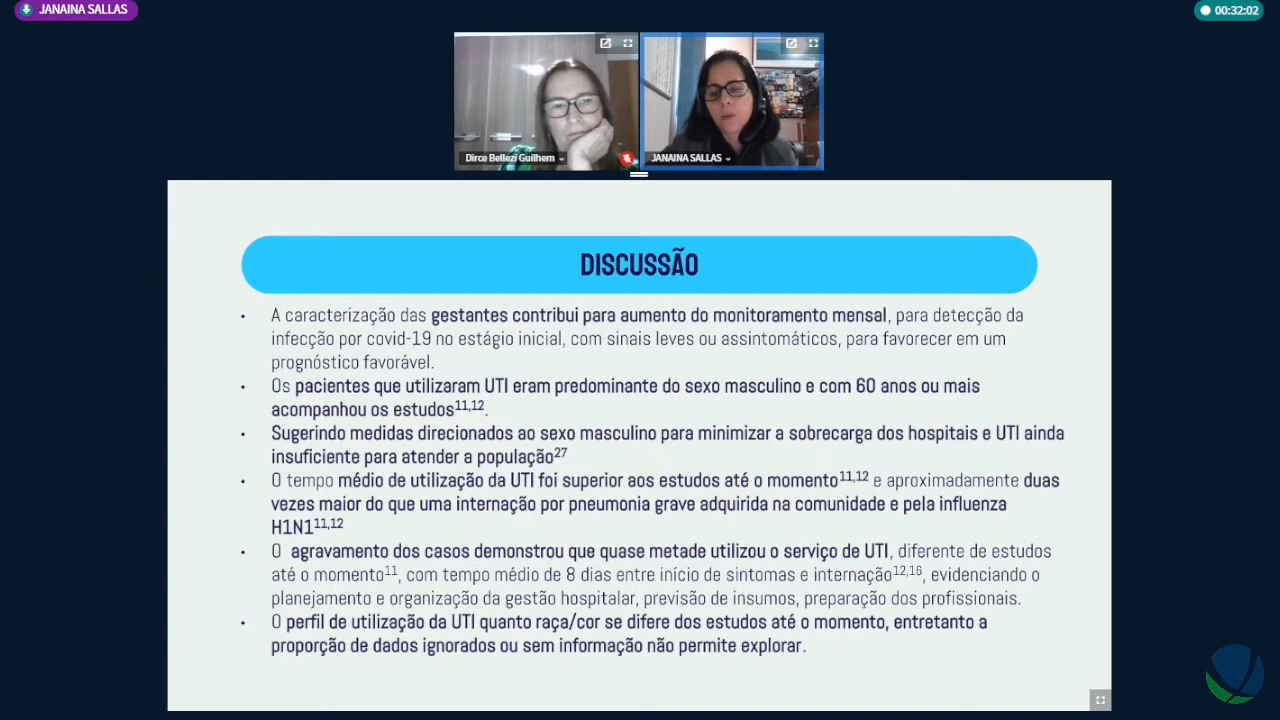 JANAINA SALLAS
00:32:02
Dirce Bellezi Guilhem
JANAINA SALLAS
DISCUSSÃO
• A caracterização das gestantes contribui para aumento do monitoramento mensal, para detecção da
infecção por covid-19 no estágio inicial, com sinais leves ou assintomáticos, para favorecer em um
prognóstico favorável.
• Os pacientes que utilizaram UTI eram predominante do sexo masculino e com 60 anos ou mais
acompanhou os estudos11,12.
• Sugerindo medidas direcionados ao sexo masculino para minimizar a sobrecarga dos hospitais e UTI ainda
insuficiente para atender a população27
• O tempo médio de utilização da UTI foi superior aos estudos até o momento11,12 e aproximadamente duas
vezes maior do que uma internação por pneumonia grave adquirida na comunidade e pela influenza
H1N111,12
• O agravamento dos casos demonstrou que quase metade utilizou o serviço de UTI, diferente de estudos
até o momento11, com tempo médio de 8 dias entre início de sintomas e internação12,16, evidenciando o
planejamento e organização da gestão hospitalar, previsão de insumos, preparação dos profissionais.
• O perfil de utilização da UTI quanto raça/cor se difere dos estudos até o momento, entretanto a
proporção de dados ignorados ou sem informação não permite explorar.